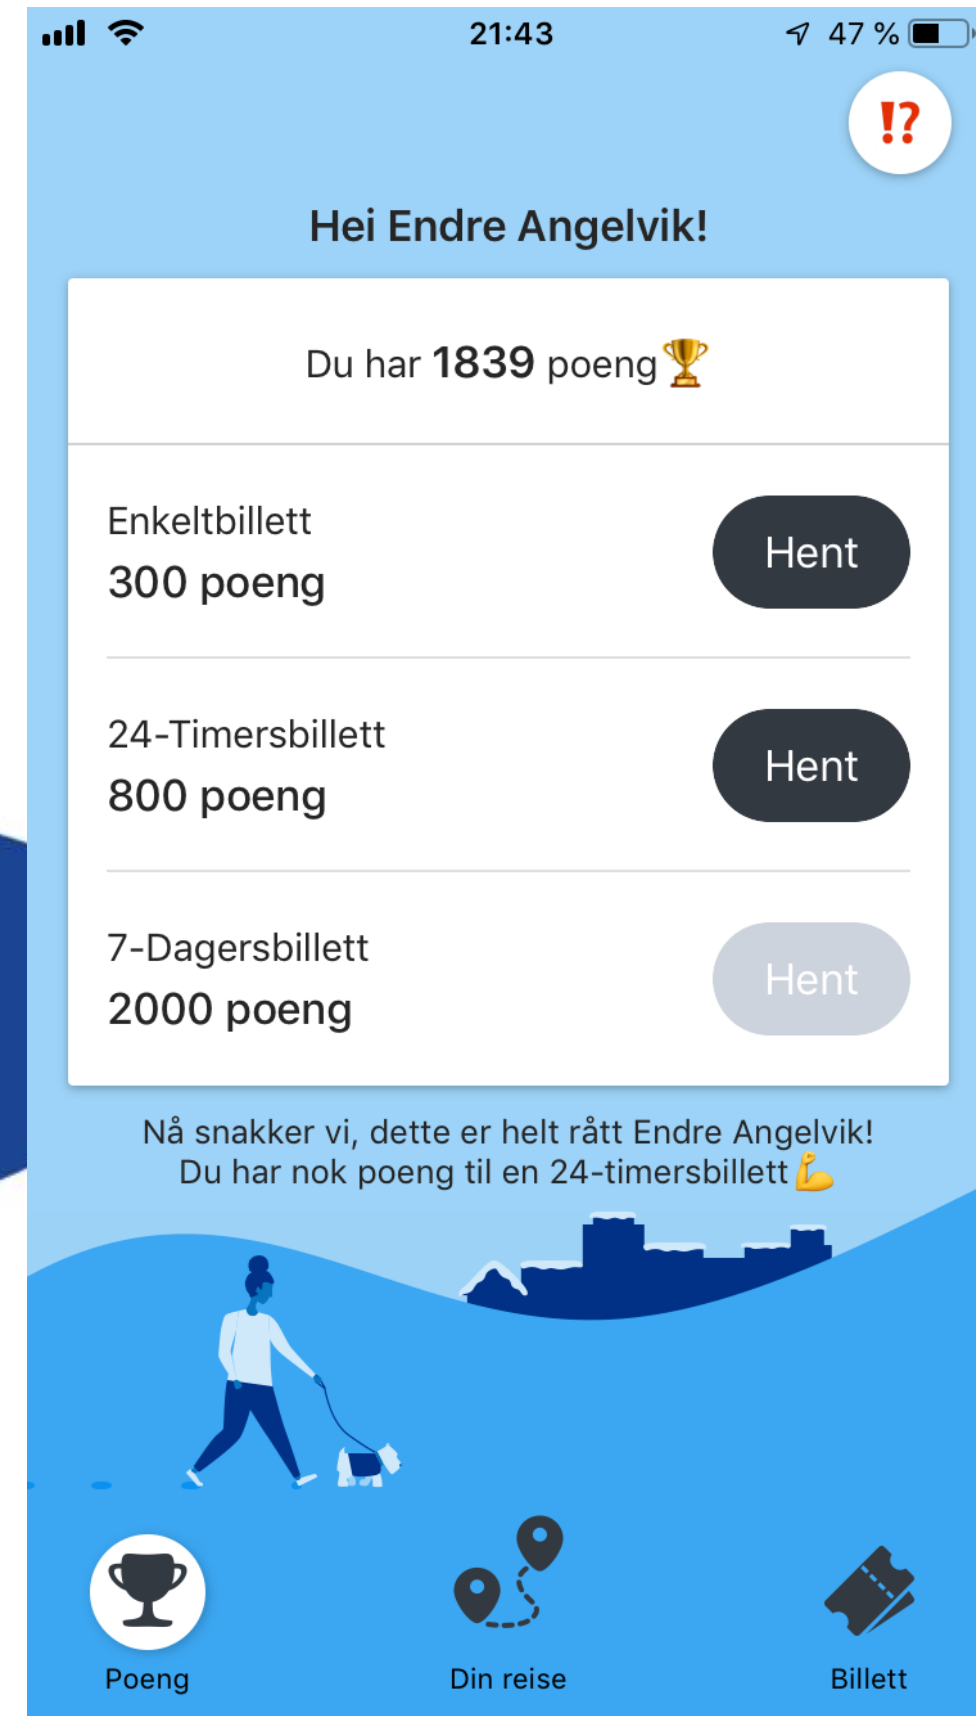 21:43
47 %
!?
Hei Endre Angelvik!
Du har 1839 poeng🏆
Enkeltbillett
300 poeng
Hent
24-Timersbillett
800 poeng
Hent
7-Dagersbillett
2000 poeng
Hent
Nå snakker vi, dette er helt rått Endre Angelvik!
Du har nok poeng til en 24-timersbillett💪
Poeng
Din reise
Billett